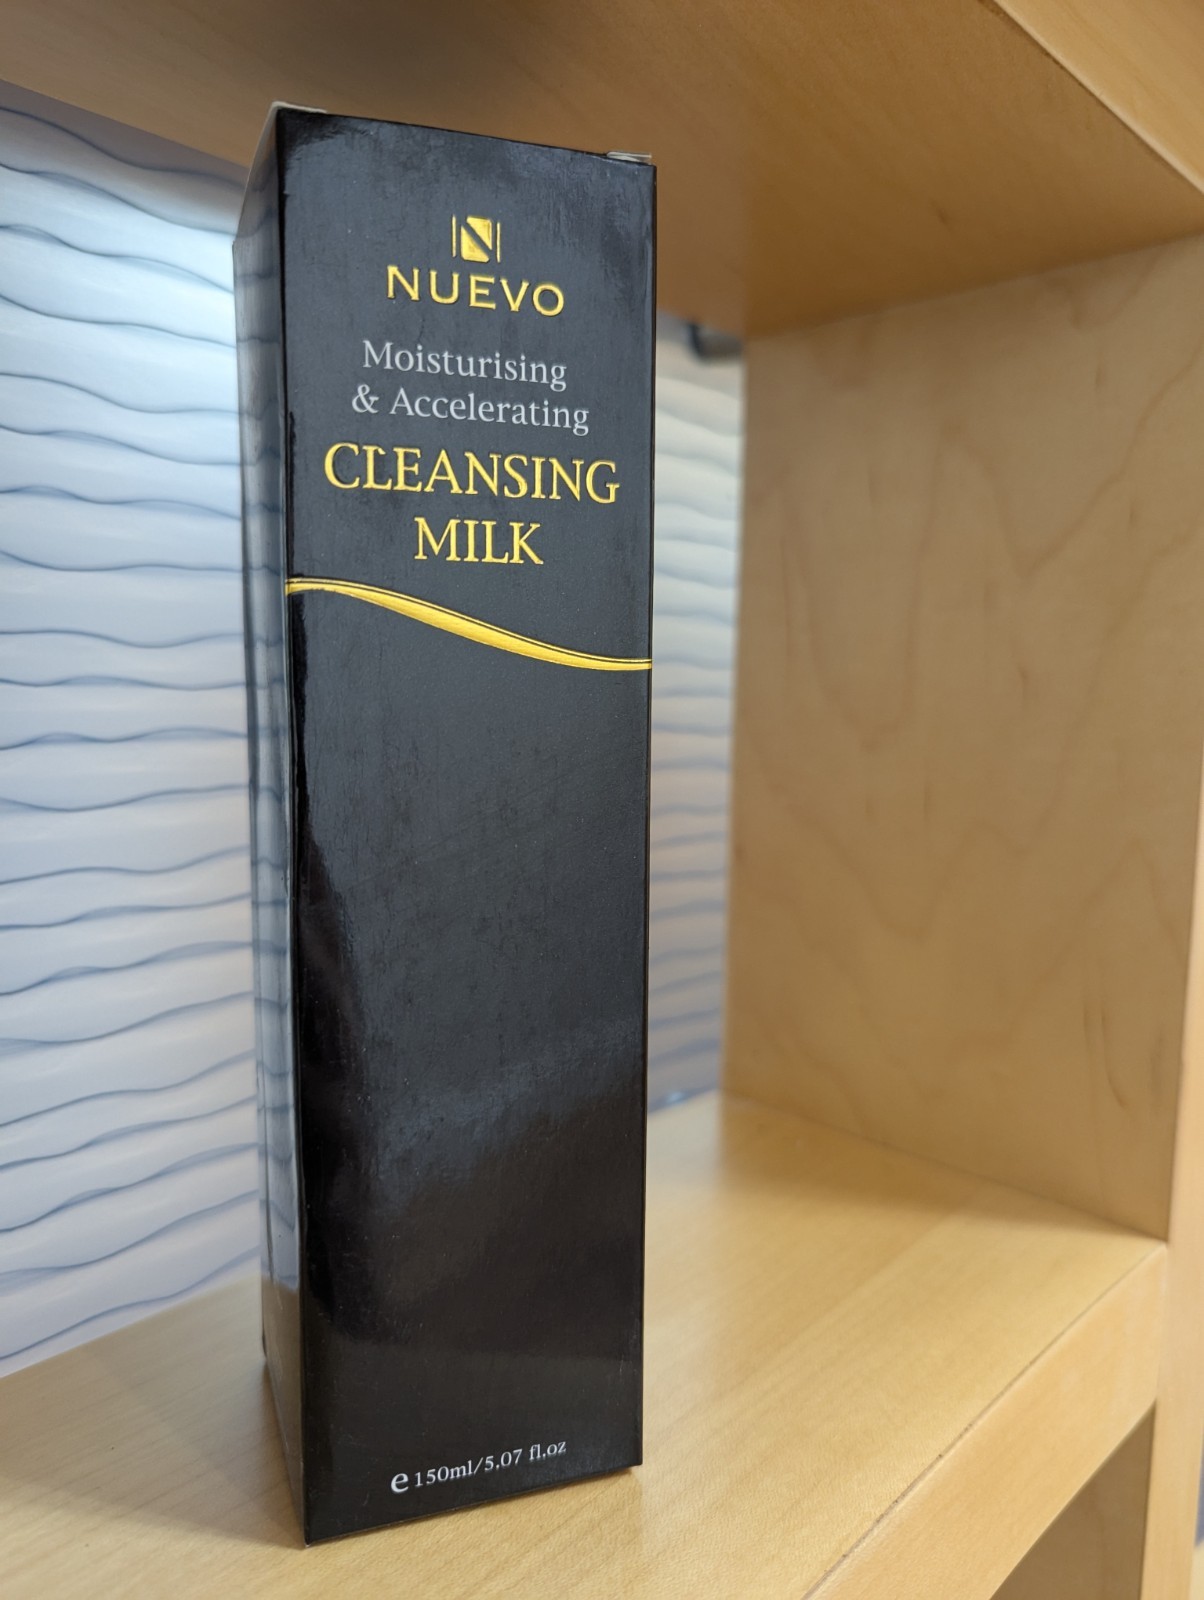 N
NUEVO
Moisturising
& Accelerating
CLEANSING
MILK
e 150ml/5.07 fl.oz